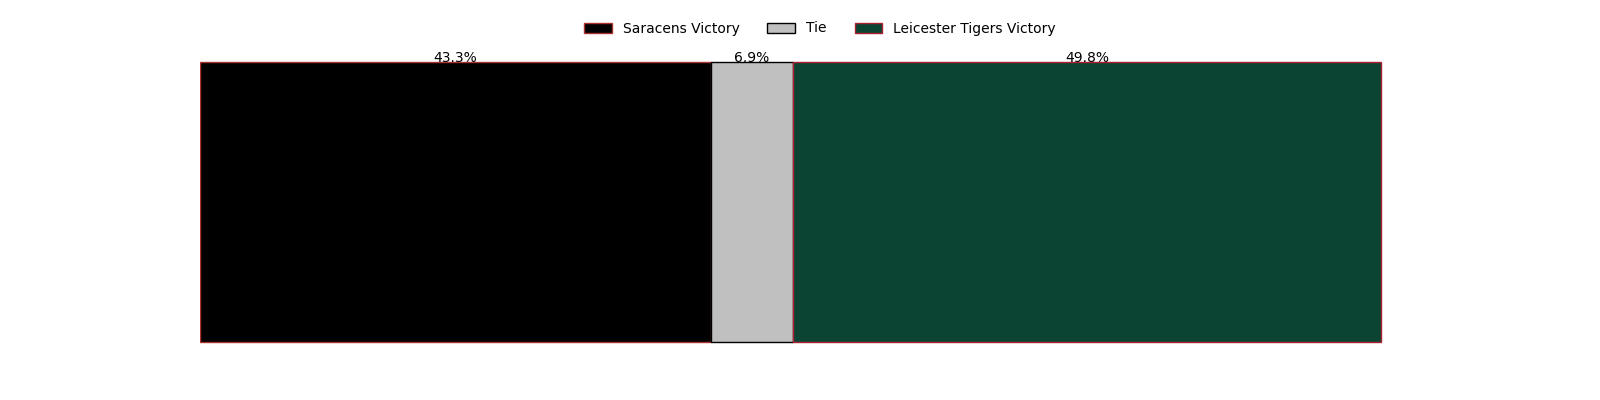 Saracens Victory Tie Leicester Tigers Victory
43.3% 6.9% 49.8%